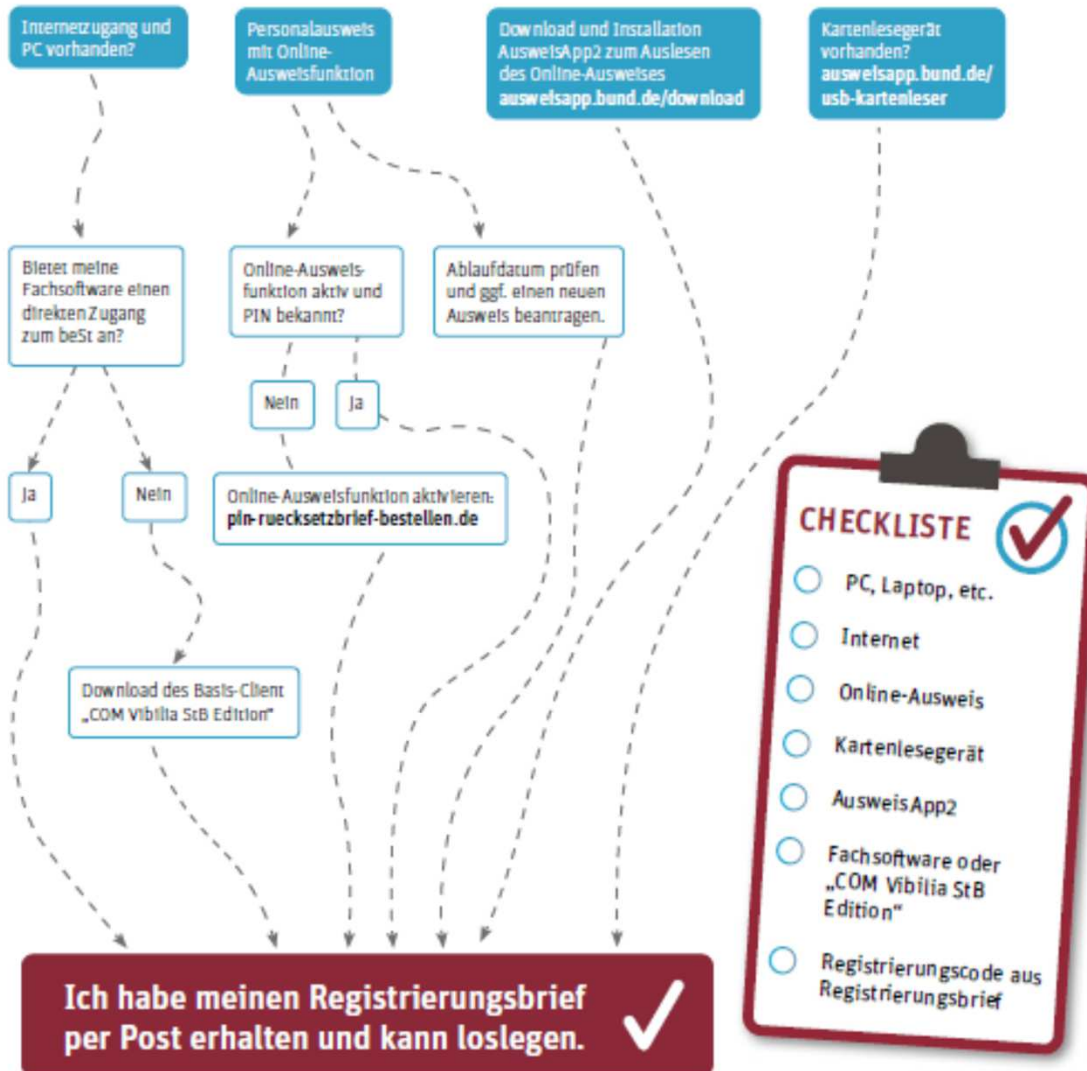 Internetzugang und
PC vorhanden?
Personalausweis
mit Online-
Ausweisfunktion
Download und Installation
AusweisApp2 zum Auslesen
des Online-Ausweises
ausweisapp.bund.de/download
Kartenlesegerät
vorhanden?
ausweisapp.bund.de/
usb-kartenleser
Bietet meine
Fachsoftware einen
direkten Zugang
zum beSt an?
Online-Ausweis-
funktion aktiv und
PIN bekannt?
Ablaufdatum prüfen
und ggf. einen neuen
Ausweis beantragen.
Nein
Ja
Ja
Nein
Online-Ausweisfunktion aktivieren:
pin-ruecksetzbrief-bestellen.de
Download des Basis-Client
„COM Vibilia StB Edition“
Ich habe meinen Registrierungsbrief
per Post erhalten und kann loslegen.
CHECKLISTE
PC, Laptop, etc.
Internet
Online-Ausweis
Kartenlesegerät
AusweisApp2
Fachsoftware oder
„COM Vibilia StB
Edition“
Registrierungscode aus
Registrierungsbrief